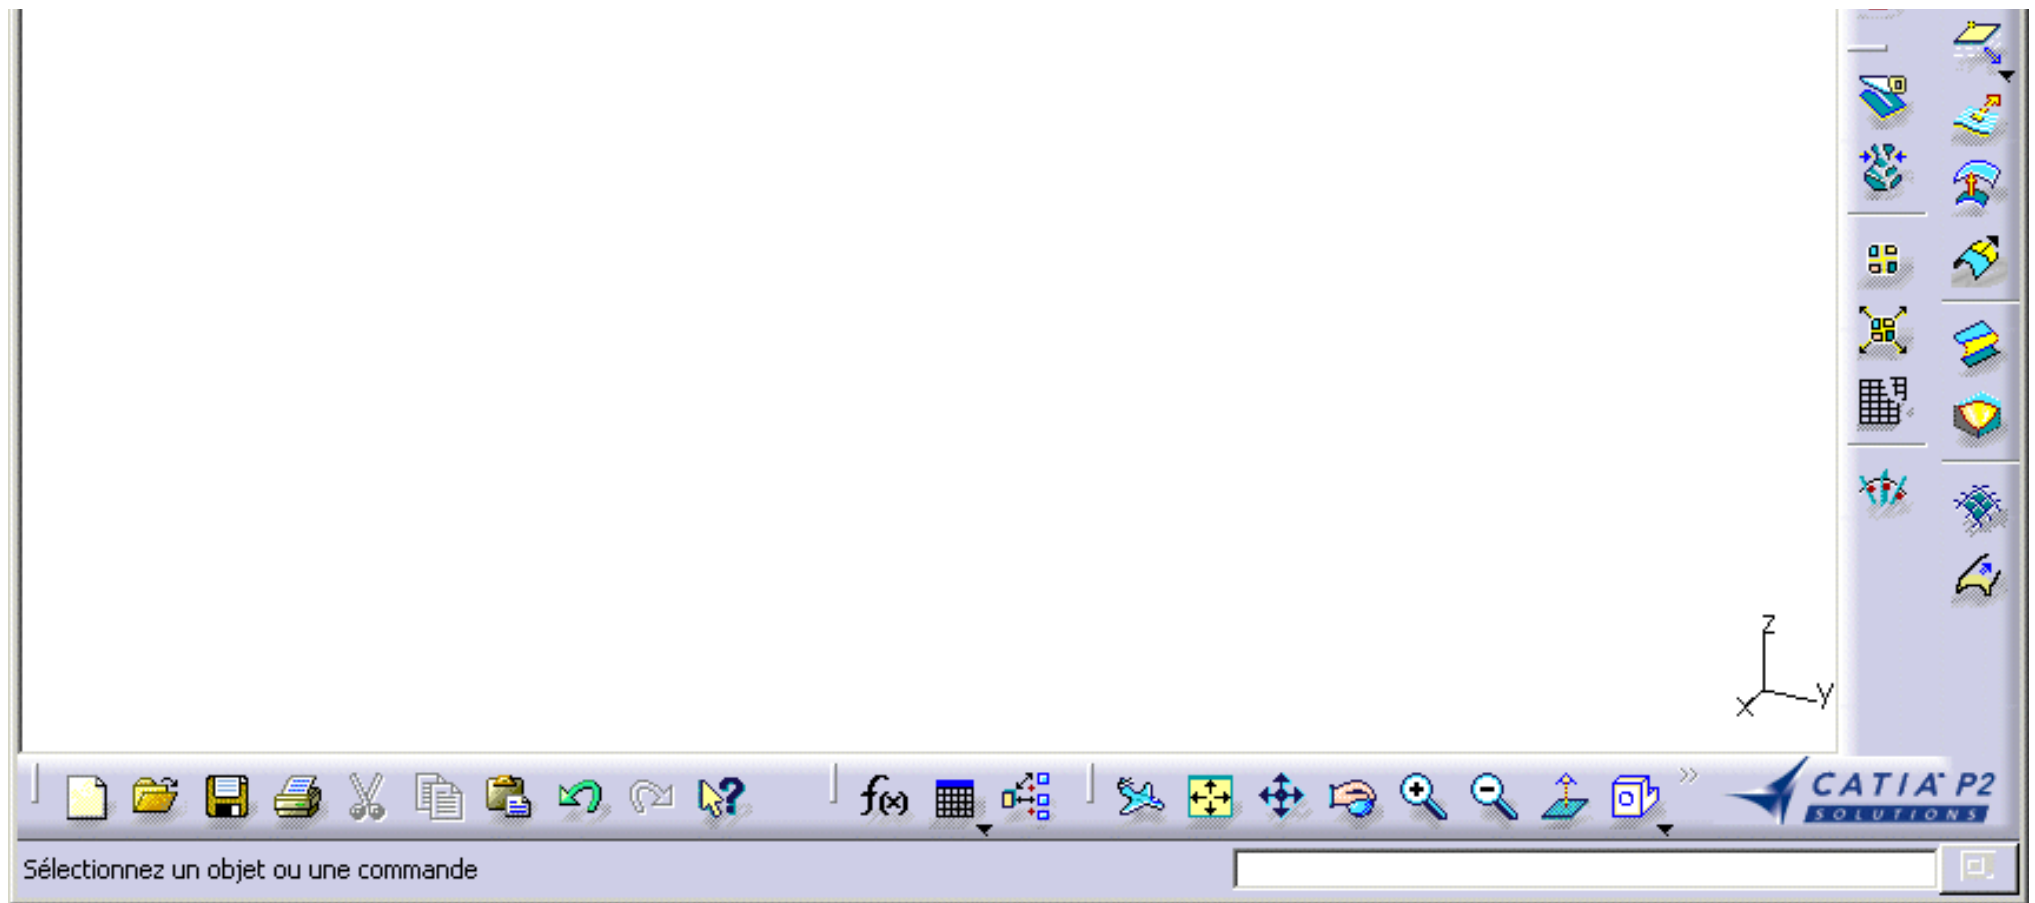 z
x
y
f(x)
CATIA P2
SOLUTIONS
Sélectionnez un objet ou une commande